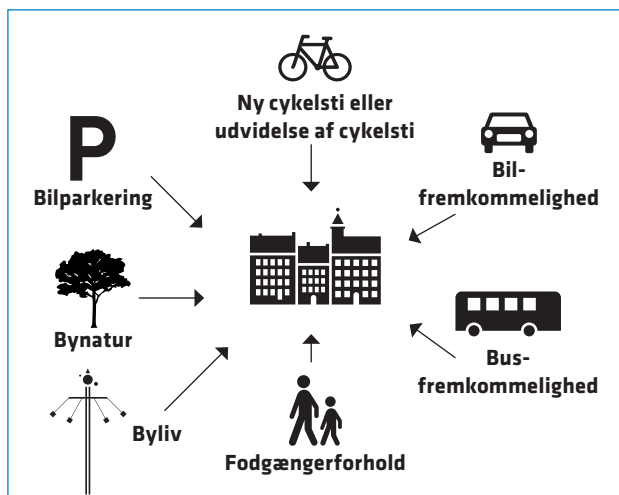 Ny cykelsti eller
udvidelse af cykelsti
P
Bilparkering
Bil-
fremkommelighed
Bynatur
Bus-
fremkommelighed
Byliv
Fodgængerforhold